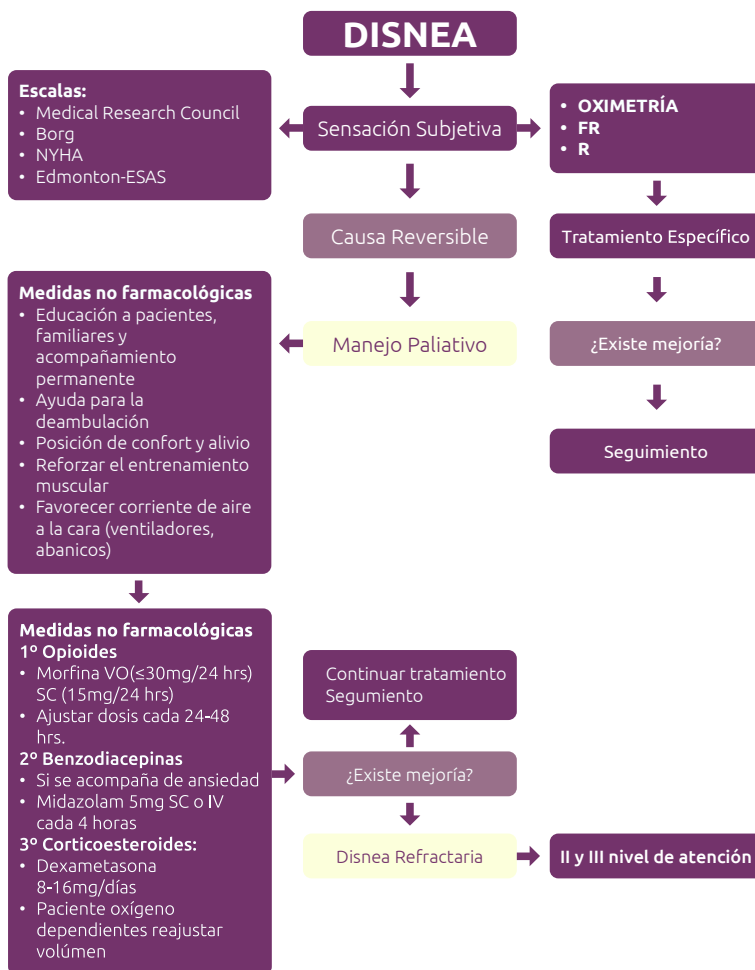 DISNEA
Escalas:
• Medical Research Council
• Borg
• NYHA
• Edmonton-ESAS
Sensación Subjetiva
• OXIMETRÍA
• FR
• R
Causa Reversible
Tratamiento Específico
Medidas no farmacológicas
• Educación a pacientes,
familiares y
acompañamiento
permanente
• Ayuda para la
deambulación
• Posición de confort y alivio
• Reforzar el entrenamiento
muscular
• Favorecer corriente de aire
a la cara (ventiladores,
abanicos)
Manejo Paliativo
¿Existe mejoría?
Seguimiento
Medidas no farmacológicas
1º Opioides
• Morfina VO(≤30mg/24 hrs)
SC (15mg/24 hrs)
• Ajustar dosis cada 24-48
hrs.
2º Benzodiacepinas
• Si se acompaña de ansiedad
• Midazolam 5mg SC o IV
cada 4 horas
3º Corticoesteroides:
• Dexametasona
8-16mg/días
• Paciente oxígeno
dependientes reajustar
volúmen
Continuar tratamiento
Segumiento
¿Existe mejoría?
Disnea Refractaria
II y III nivel de atención